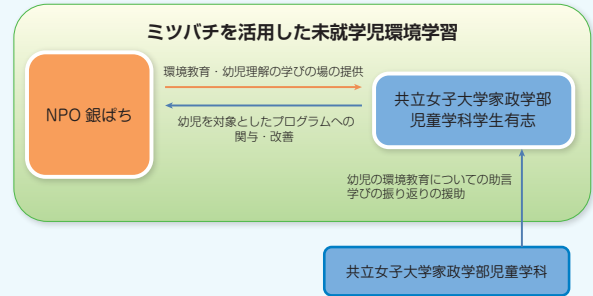 ミツバチを活用した未就学児環境学習
NPO 銀ぱち
環境教育・幼児理解の学びの場の提供
幼児を対象としたプログラムへの
関与・改善
共立女子大学家政学部
児童学科学生有志
幼児の環境教育についての助言
学びの振り返りの援助
共立女子大学家政学部児童学科